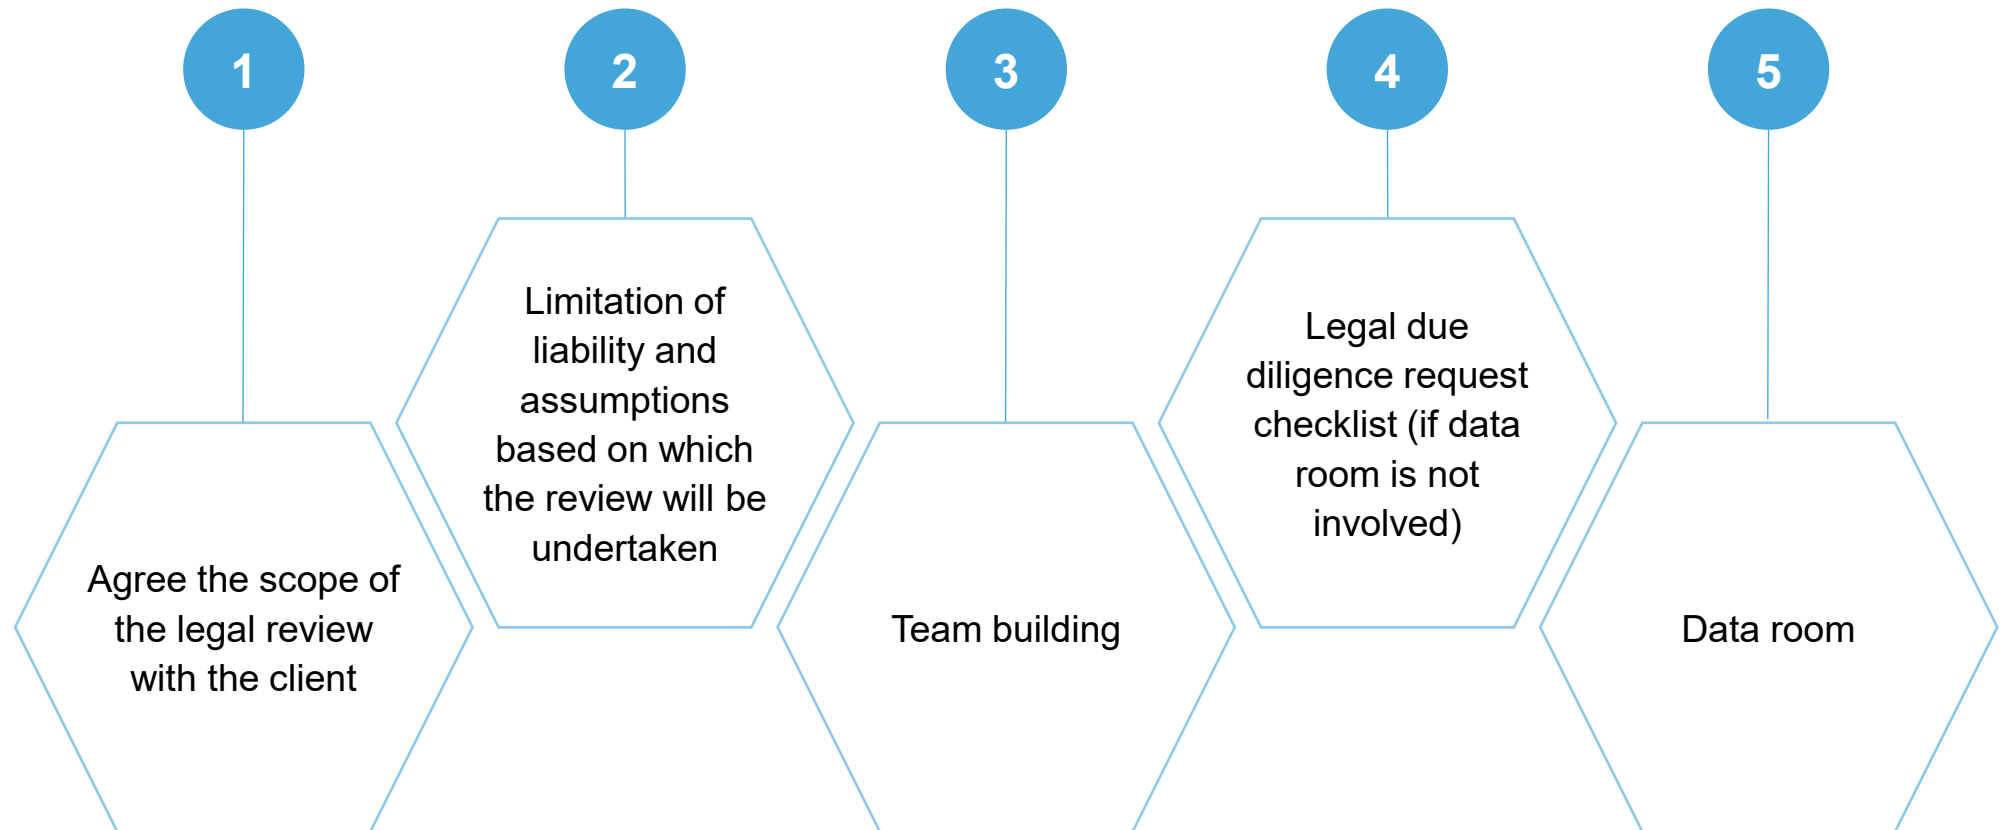 1
2
3
4
5
Agree the scope of
the legal review
with the client
Limitation of
liability and
assumptions
based on which
the review will be
undertaken
Team building
Legal due
diligence request
checklist (if data
room is not
involved)
Data room